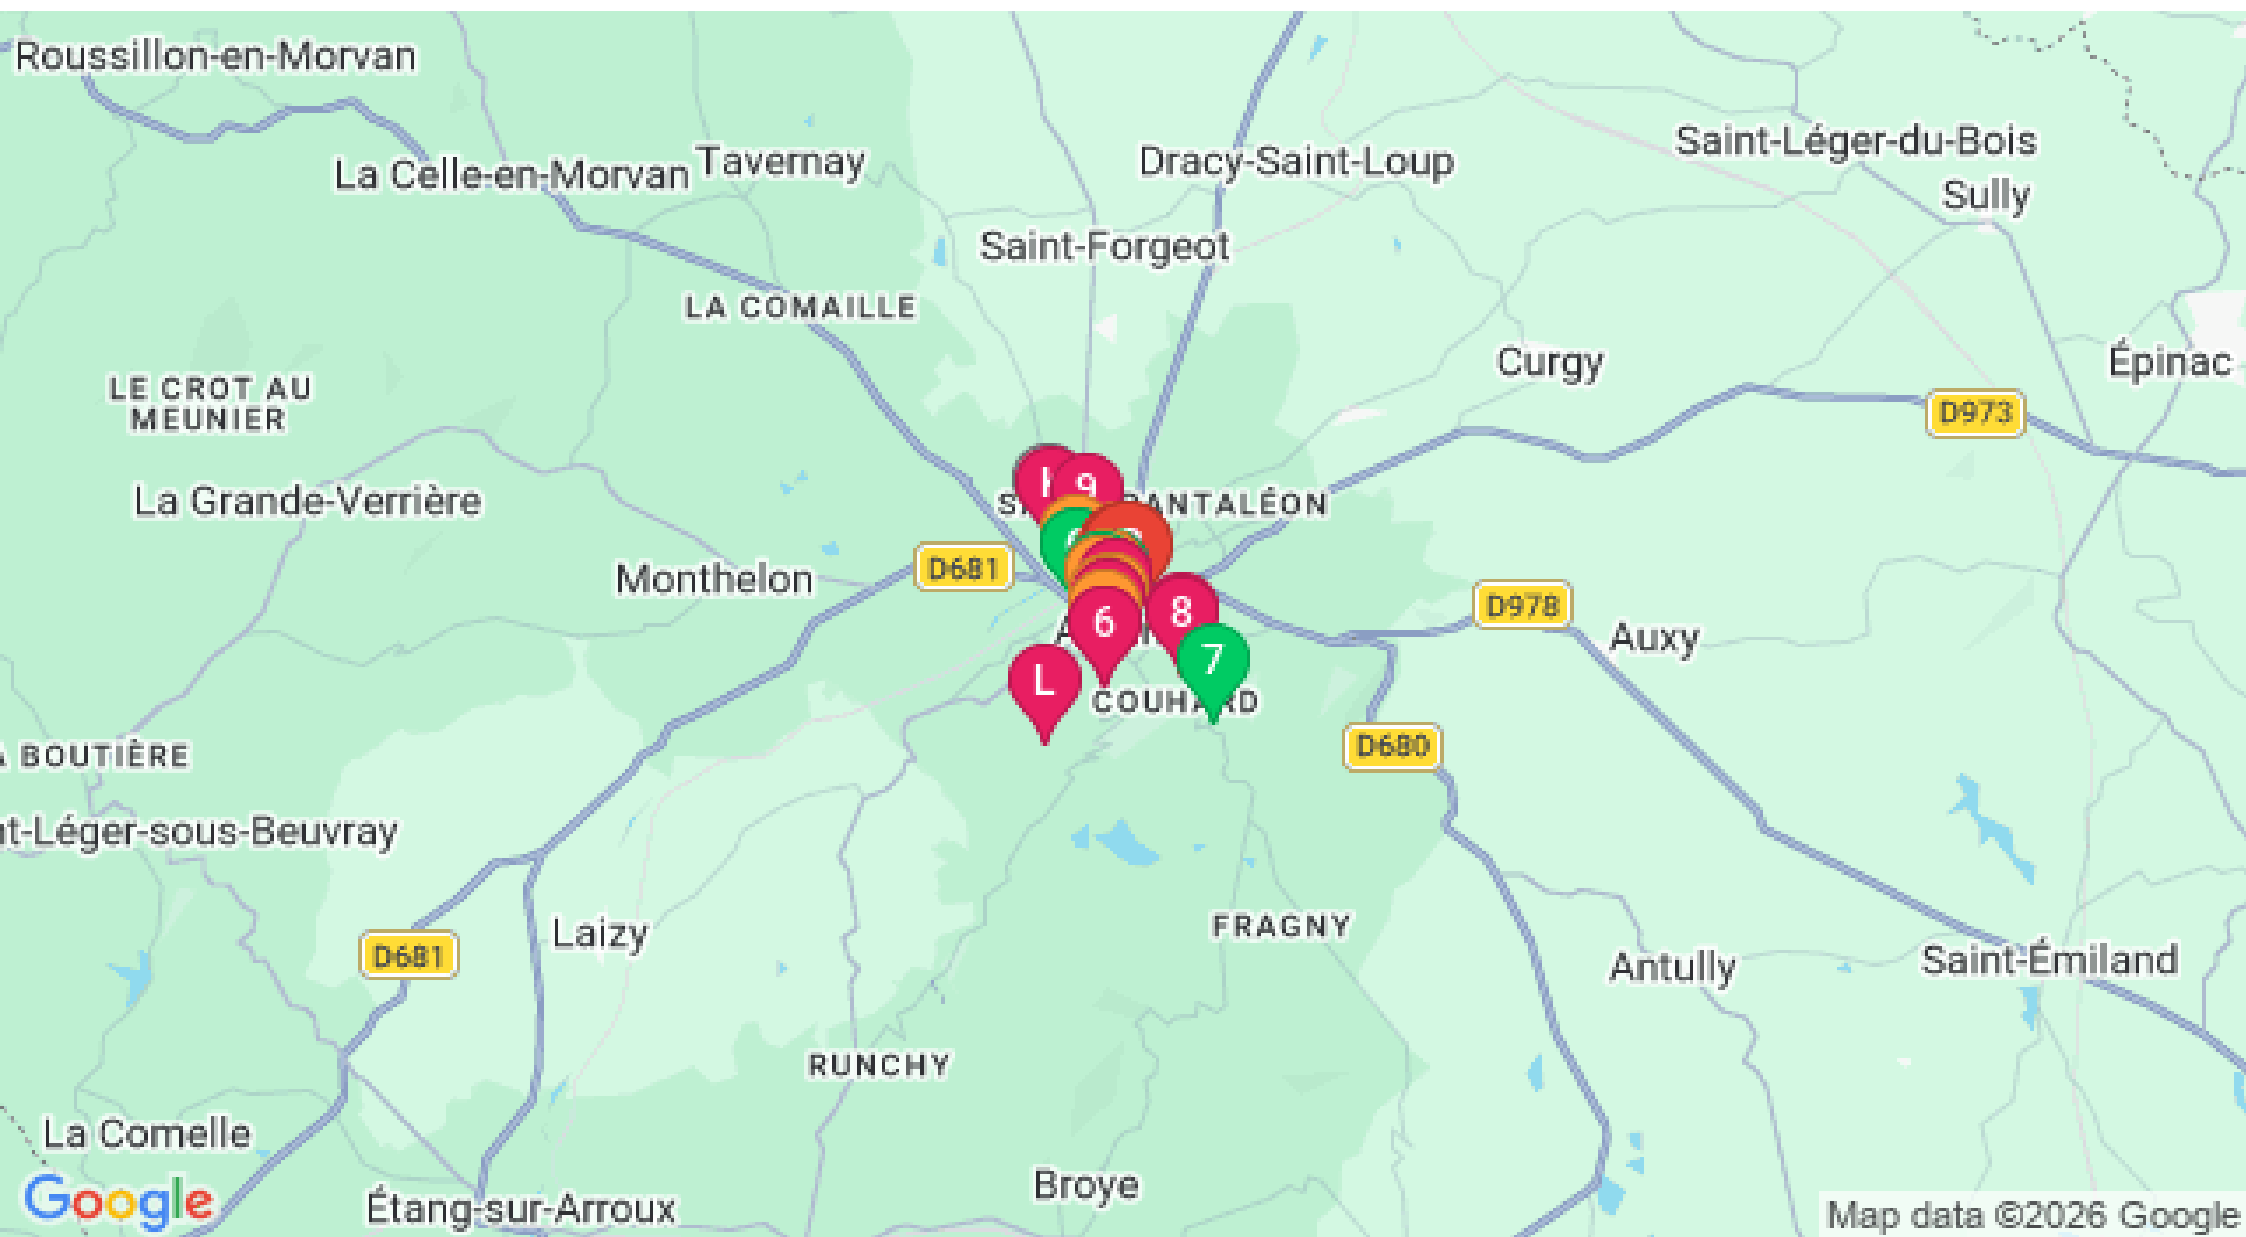 Roussillon-en-Morvan
La Celle-en-Morvan
Tavernay
Dracy-Saint-Loup
Saint-Léger-du-Bois
Sully
Saint-Forgeot
LA COMAILLE
Curgy
Épinac
LE CROT AU
MEUNIER
D973
La Grande-Verrière
9
PANTALÉON
D681
Monthelon
D978
8
6
Auxy
7
L
COUHARD
D680
BOUTIÈRE
t-Léger-sous-Beuvray
FRAGNY
Laizy
D681
Antully
Saint-Émiland
RUNCHY
La Comelle
Broye
Étang-sur-Arroux
Google
Map data ©2026 Google